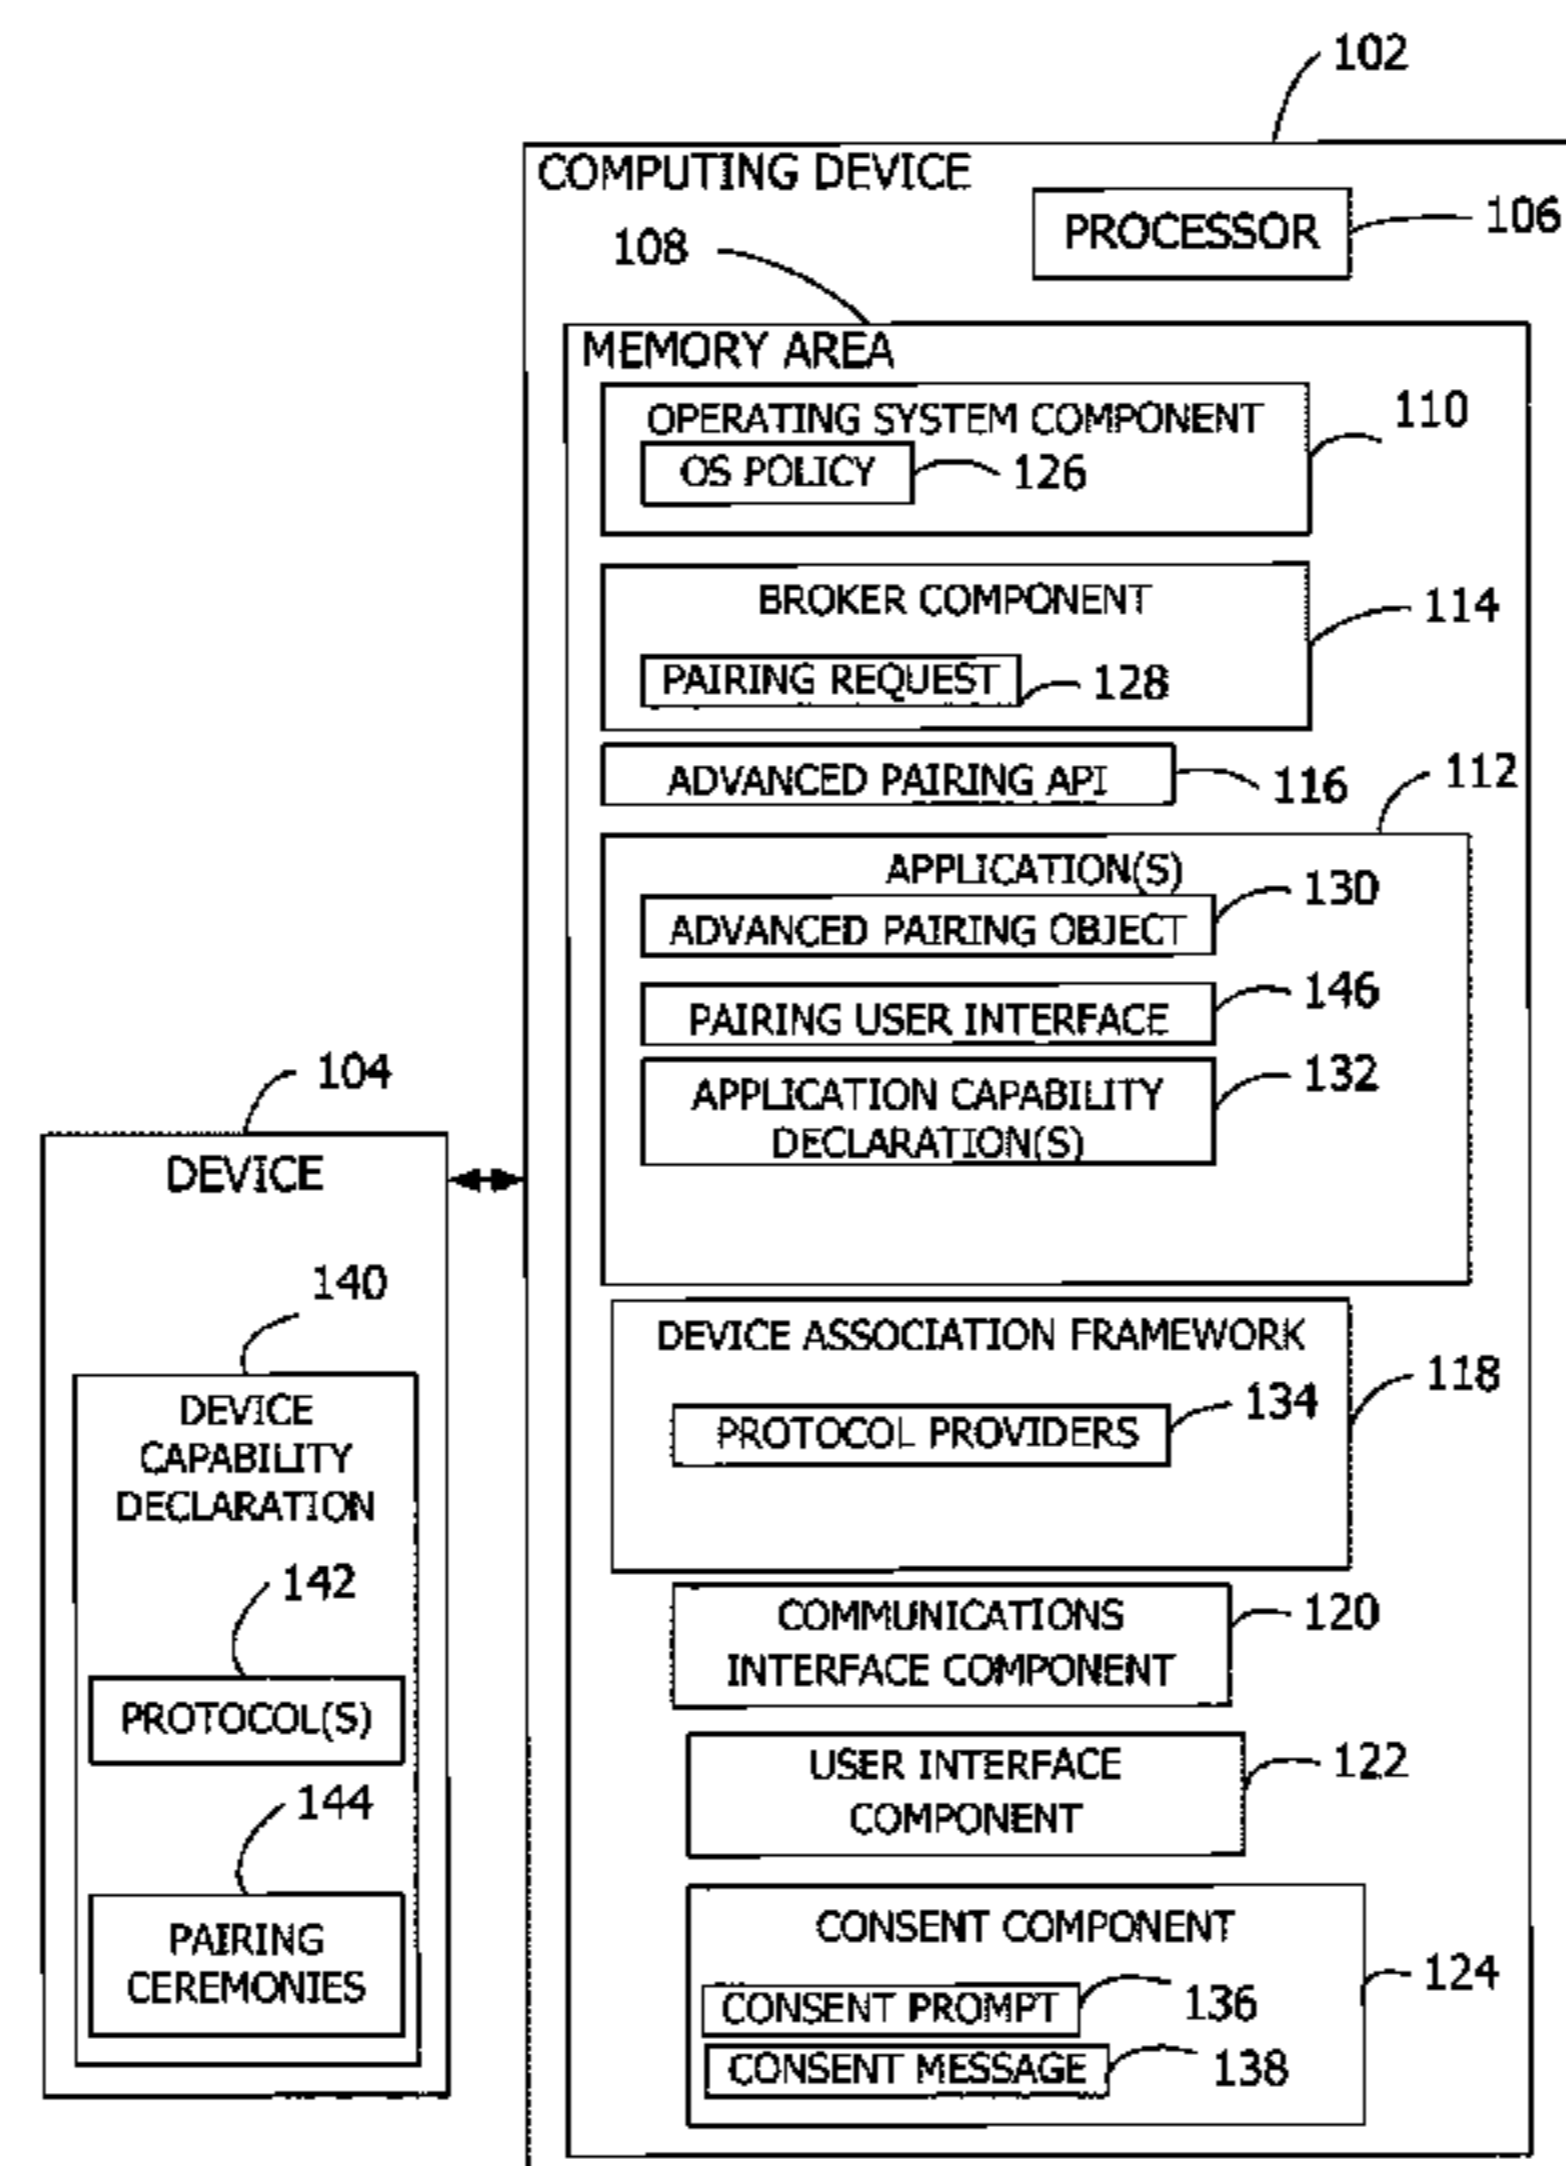 102
COMPUTING DEVICE
PROCESSOR
106
108
MEMORY AREA
OPERATING SYSTEM COMPONENT
110
OS POLICY
126
BROKER COMPONENT
114
PAIRING REQUEST
128
ADVANCED PAIRING API
116
112
APPLICATION(S)
130
ADVANCED PAIRING OBJECT
146
PAIRING USER INTERFACE
132
APPLICATION CAPABILITY
DECLARATION(S)
104
DEVICE
140
DEVICE
CAPABILITY
DECLARATION
142
PROTOCOL(S)
144
PAIRING
CEREMONIES
DEVICE ASSOCIATION FRAMEWORK
118
134
PROTOCOL PROVIDERS
COMMUNICATIONS
INTERFACE COMPONENT
120
USER INTERFACE
COMPONENT
122
CONSENT COMPONENT
124
CONSENT PROMPT
136
CONSENT MESSAGE
138